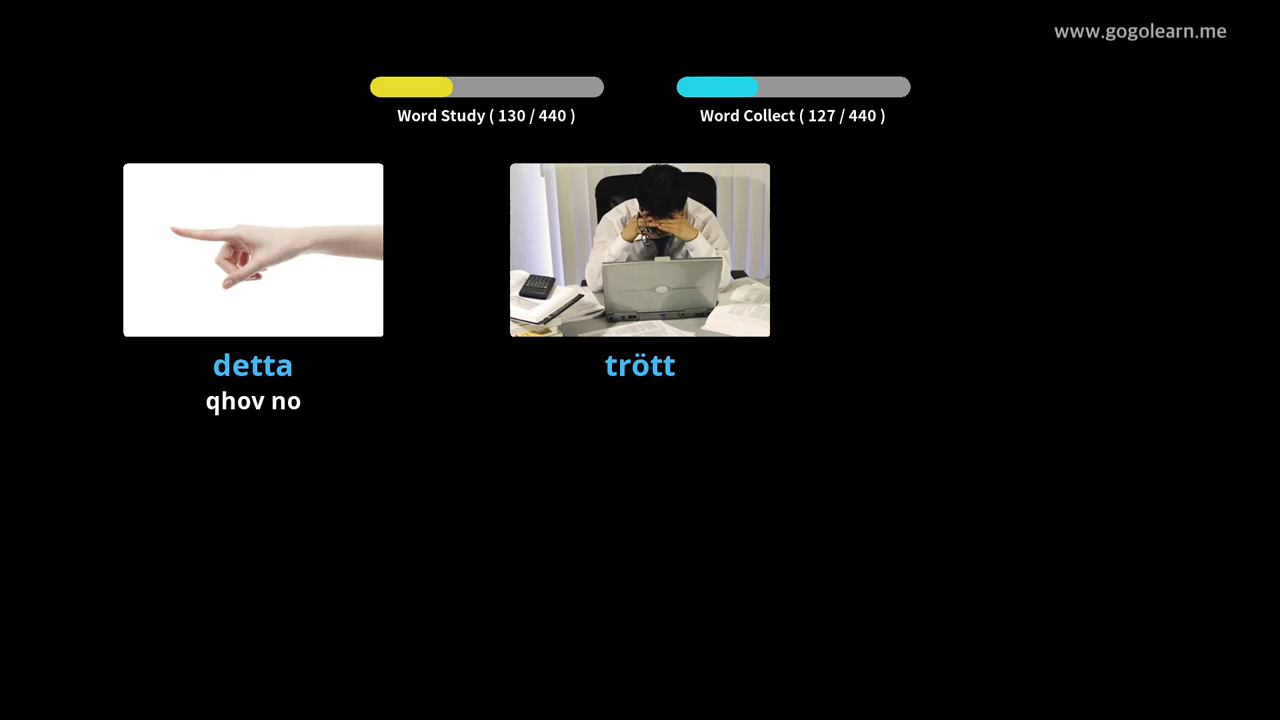 www.gogolearn.me
Word Study ( 130 / 440 )
Word Collect ( 127 / 440 )
detta
trött
qhov no